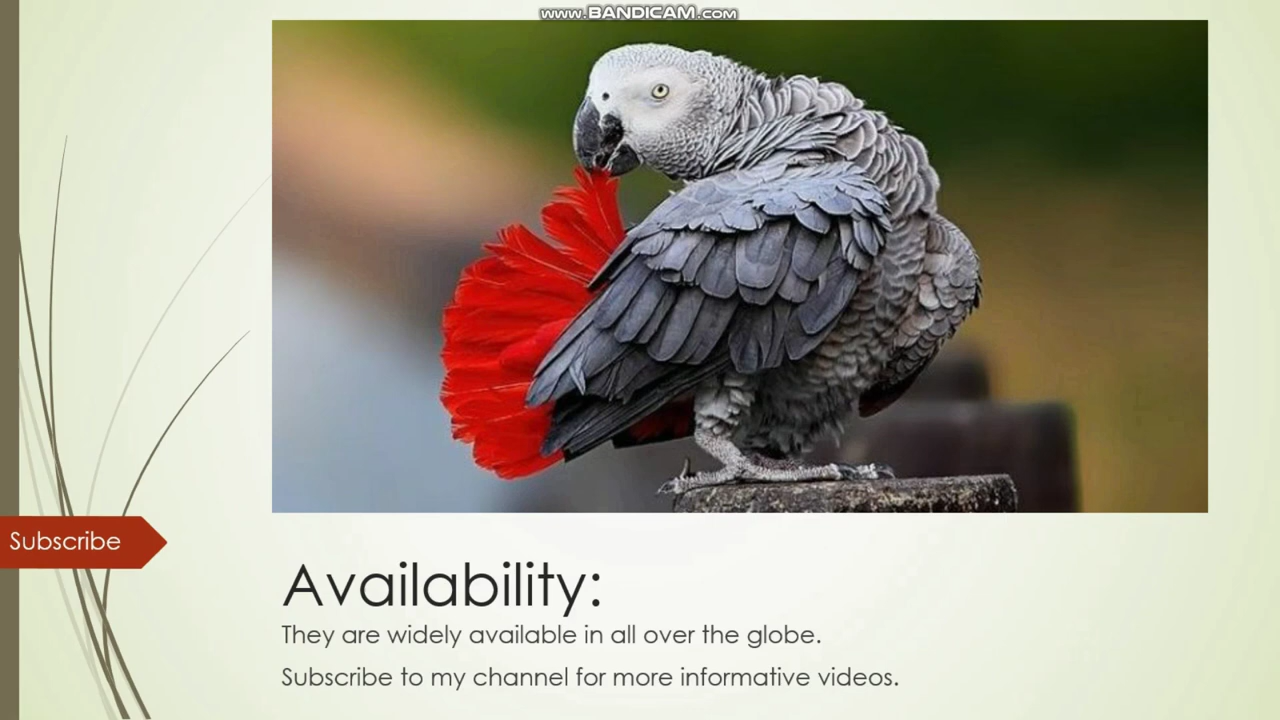 www.BANDICAM.com
Subscribe
Availability:
They are widely available in all over the globe.
Subscribe to my channel for more informative videos.